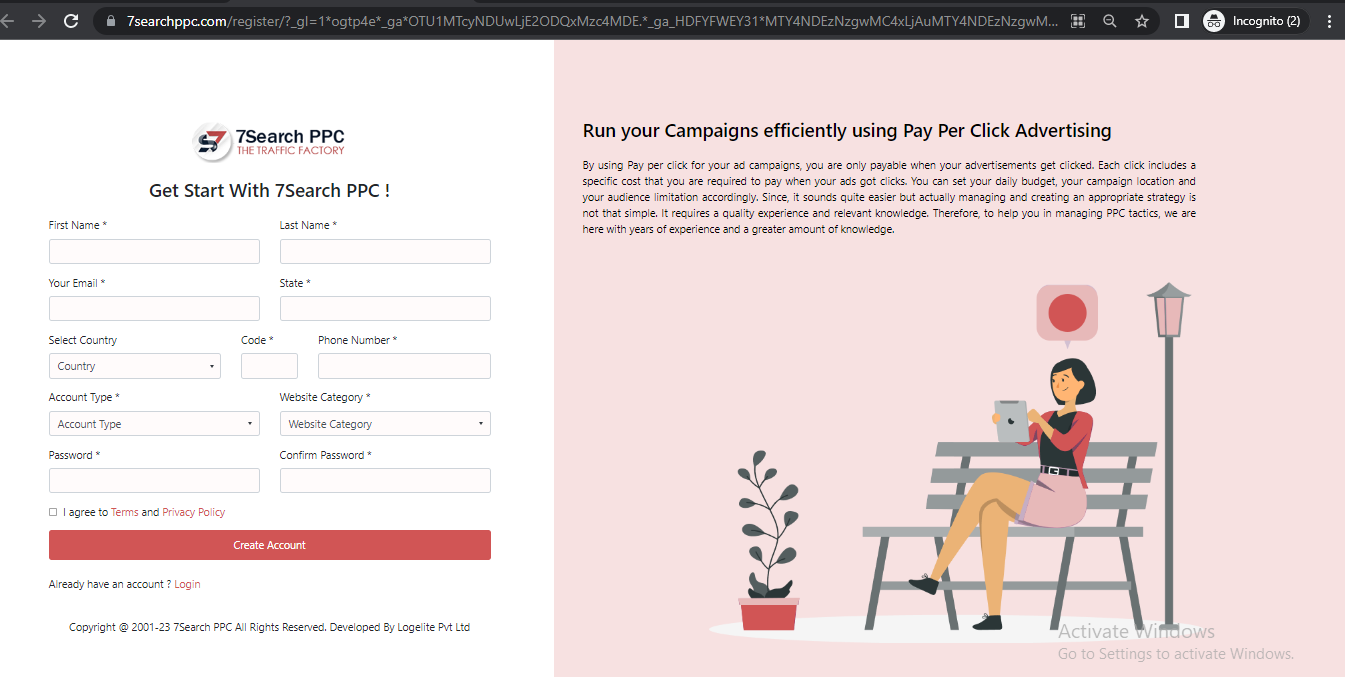 7searchppc.com/register/?_gl=1*ogtp4e*_ga*OTU1MTcyNDUwLjE2ODQxMzc4MDE.*_ga_HDFYFWEY31*MTY4NDEzNzgwMC4xLjAuMTY4NDEzNzgwM...
Incognito (2)
7Search PPC
THE TRAFFIC FACTORY
Get Start With 7Search PPC !
First Name *
Last Name *
Your Email *
State *
Select Country
Code *
Phone Number *
Country
Account Type *
Website Category *
Account Type
Website Category
Password *
Confirm Password *
I agree to Terms and Privacy Policy
Create Account
Already have an account ? Login
Copyright @ 2001-23 7Search PPC All Rights Reserved. Developed By Logelite Pvt Ltd
Run your Campaigns efficiently using Pay Per Click Advertising
By using Pay per click for your ad campaigns, you are only payable when your advertisements get clicked. Each click includes a
specific cost that you are required to pay when your ads got clicks. You can set your daily budget, your campaign location and
your audience limitation accordingly. Since, it sounds quite easier but actually managing and creating an appropriate strategy is
not that simple. It requires a quality experience and relevant knowledge. Therefore, to help you in managing PPC tactics, we are
here with years of experience and a greater amount of knowledge.
Activate Windows
Go to Settings to activate Windows.